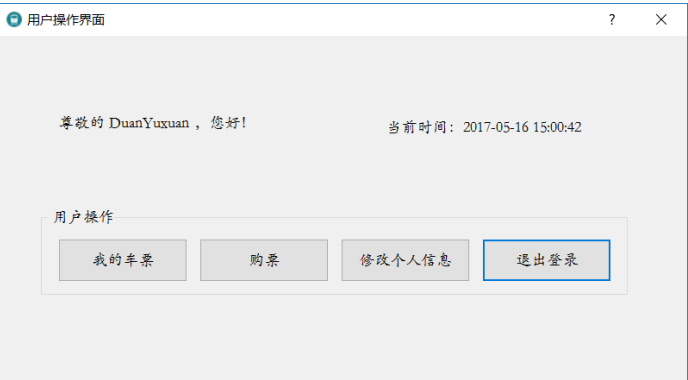 用户操作界面
?
尊敬的 DuanYuxuan ，您好！
当前时间：2017-05-16 15:00:42
用户操作
我的车票 购票 修改个人信息 退出登录